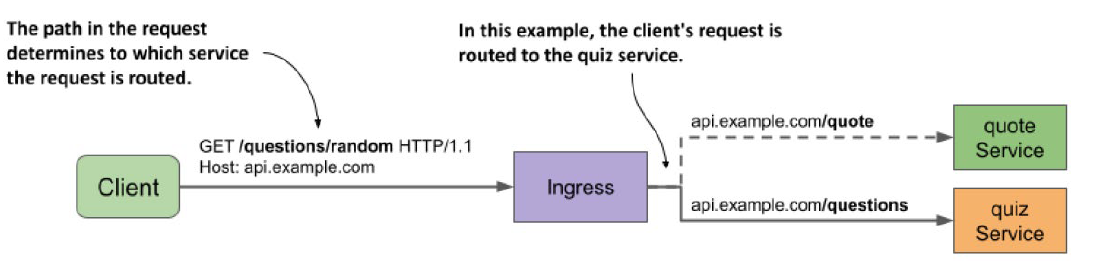 The path in the request
determines to which service
the request is routed.
In this example, the client's request is
routed to the quiz service.
GET /questions/random HTTP/1.1
Host: api.example.com
Client
Ingress
api.example.com/quote
quote
Service
api.example.com/questions
quiz
Service